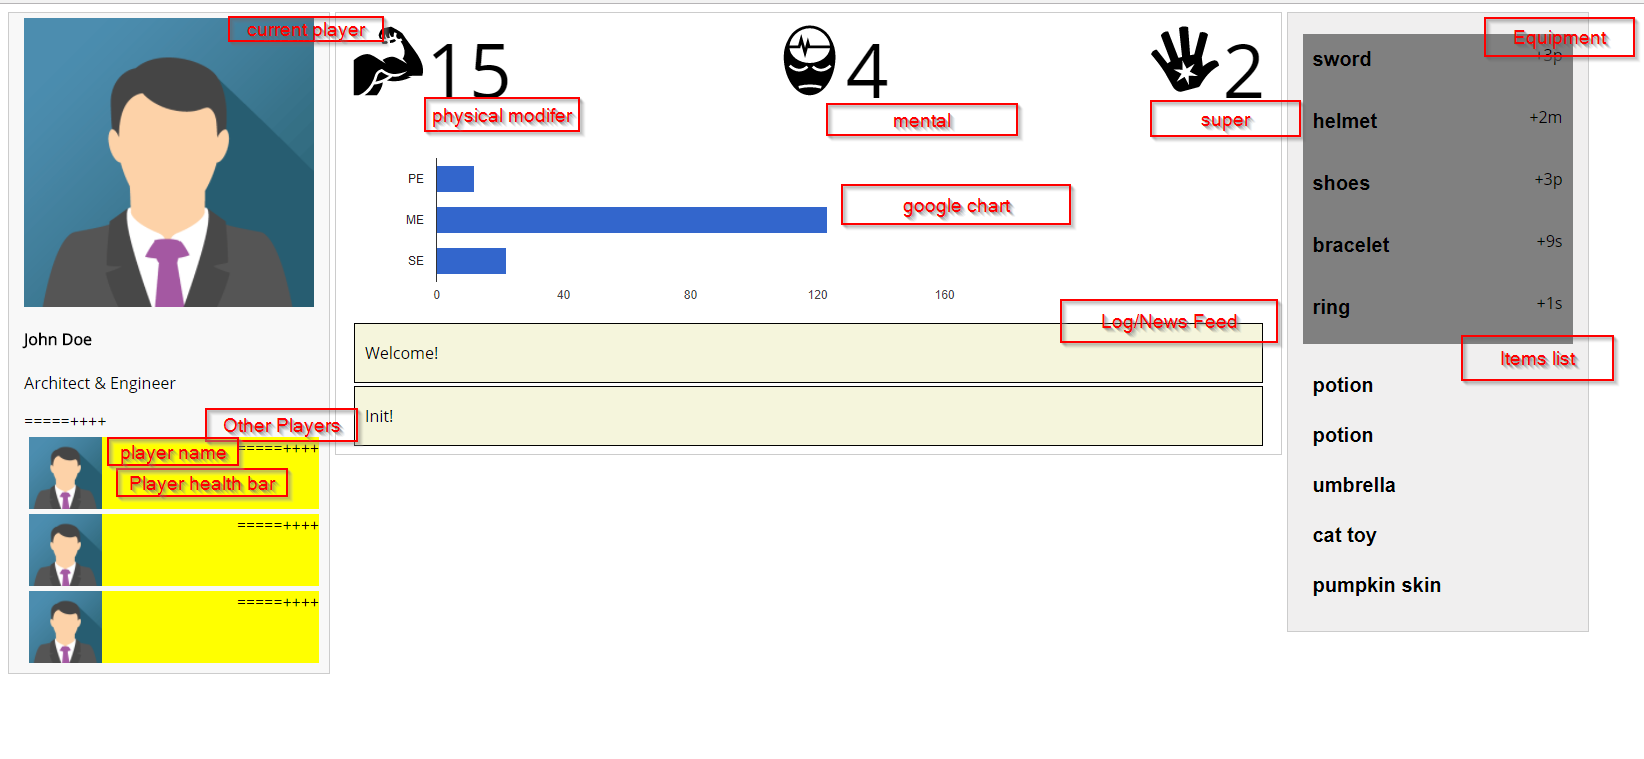 current player
John Doe
Architect & Engineer
=====++++
Other Players
player name
=====++++
Player health bar
=====++++
=====++++
15
physical modifer
4
mental
2
super
PE
ME
SE
0 40 80 120 160
google chart
Log/News Feed
Welcome!
Init!
Equipment
sword +3p
helmet +2m
shoes +3p
bracelet +9s
ring +1s
Items list
potion
potion
umbrella
cat toy
pumpkin skin